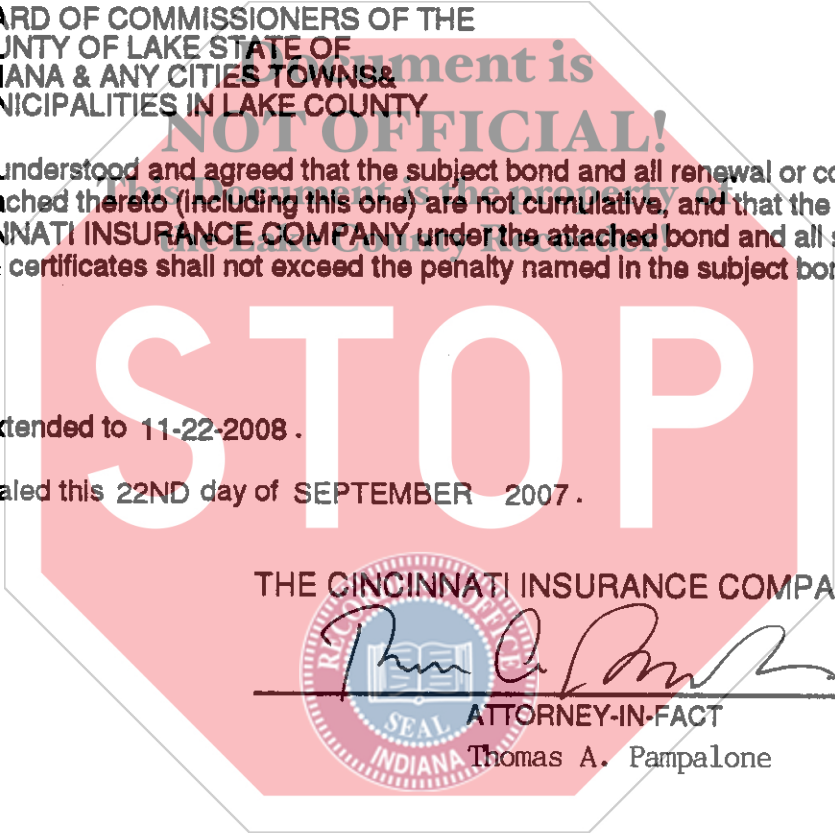 ARD OF COMMISSIONERS OF THE
UNTY OF LAKE STATE OF
IANA & ANY CITIES TOWNS&
NICIPALITIES IN LAKE COUNTY
Document is
NOT OFFICIAL!
This Document is the property of
the Lake County Recorder!
understood and agreed that the subject bond and all renewal or co
ched thereto (including this one) are not cumulative, and that the
NNATI INSURANCE COMPANY under the attached bond and all s
certificates shall not exceed the penalty named in the subject bon
STOP
tended to 11-22-2008 .
aled this 22ND day of SEPTEMBER 2007 .
THE CINCINNATI INSURANCE COMPA
RECORDER OFFICE
SEAL
INDIANA
ATTORNEY-IN-FACT
Thomas A. Pampalone